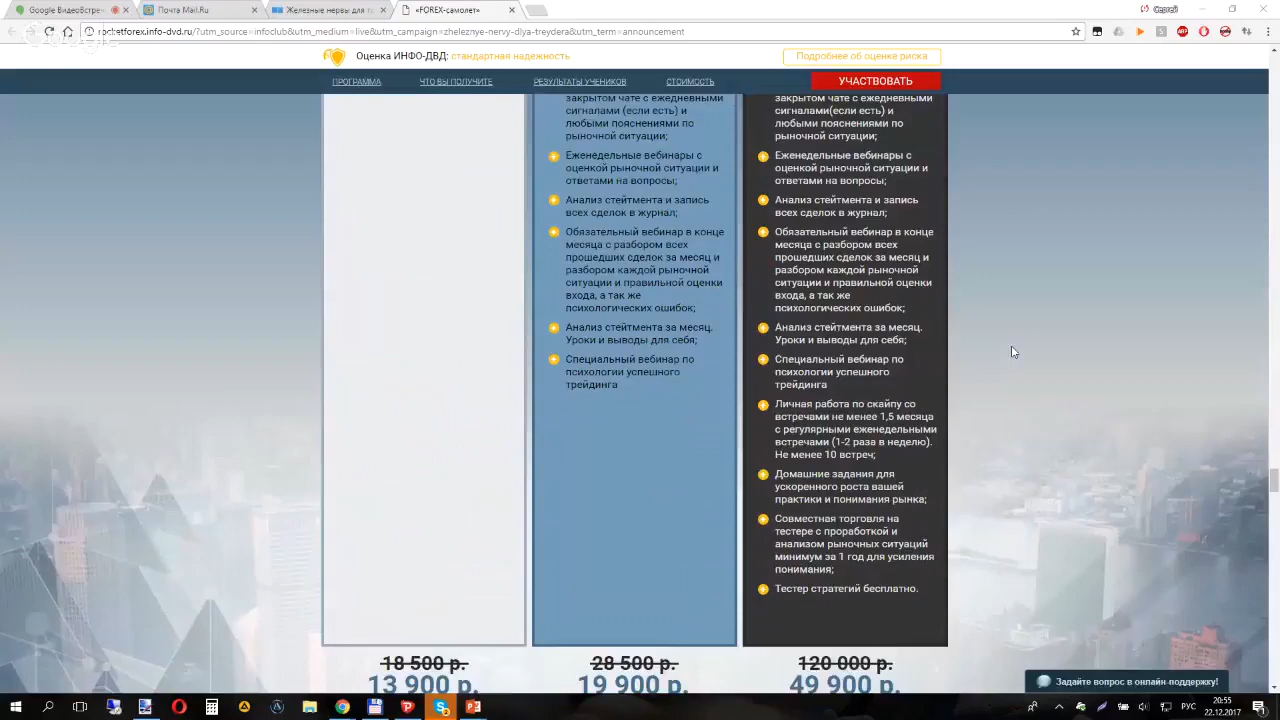 Google ВидеоВстреч
Почта Mail.Ru
Железные нервы для т
«FOREX-самолет»
Сергей
rocketforex.info-dvd.ru/?utm_source=infoclub&utm_medium=live&utm_campaign=zheleznye-nervy-dlya-treydera&utm_term=announcement
Google
Оценка ИНФО-ДВД: стандартная надежность
Подробнее об оценке риска
ПРОГРАММА
ЧТО ВЫ ПОЛУЧИТЕ
РЕЗУЛЬТАТЫ УЧЕНИКОВ
СТОИМОСТЬ
УЧАСТВОВАТЬ
закрытом чате с ежедневными
сигналами (если есть) и
любыми пояснениями по
рыночной ситуации;
Еженедельные вебинары с
оценкой рыночной ситуации и
ответами на вопросы;
Анализ стейтмента и запись
всех сделок в журнал;
Обязательный вебинар в конце
месяца с разбором всех
прошедших сделок за месяц и
разбором каждой рыночной
ситуации и правильной оценки
входа, а так же
психологических ошибок;
Анализ стейтмента за месяц.
Уроки и выводы для себя;
Специальный вебинар по
психологии успешного
трейдинга
закрытом чате с ежедневными
сигналами(если есть) и
любыми пояснениями по
рыночной ситуации;
Еженедельные вебинары с
оценкой рыночной ситуации и
ответами на вопросы;
Анализ стейтмента и запись
всех сделок в журнал;
Обязательный вебинар в конце
месяца с разбором всех
прошедших сделок за месяц и
разбором каждой рыночной
ситуации и правильной оценки
входа, а так же
психологических ошибок;
Анализ стейтмента за месяц.
Уроки и выводы для себя;
Специальный вебинар по
психологии успешного
трейдинга
Личная работа по скайпу со
встречами не менее 1,5 месяца
с регулярными еженедельными
встречами (1-2 раза в неделю).
Не менее 10 встреч;
Домашние задания для
ускоренного роста вашей
практики и понимания рынка;
Совместная торговля на
тестере с проработкой и
анализом рыночных ситуаций
минимум за 1 год для усиления
понимания;
Тестер стратегий бесплатно.
18 500 р.
13 900 р.
28 500 р.
19 900 р.
120 000 р.
49 900 р.
Задайте вопрос в онлайн-поддержку!
РУС
20:55
22.12.2017